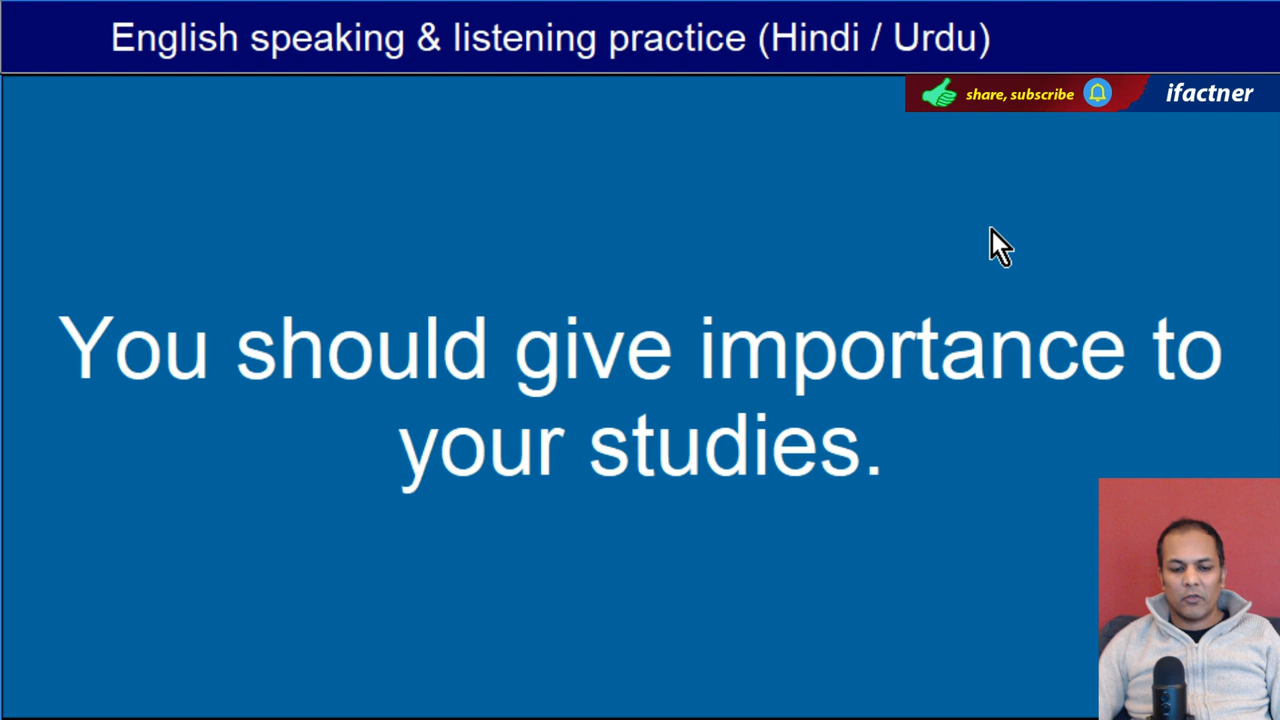 English speaking & listening practice (Hindi / Urdu)
share, subscribe
ifactner
You should give importance to
your studies.